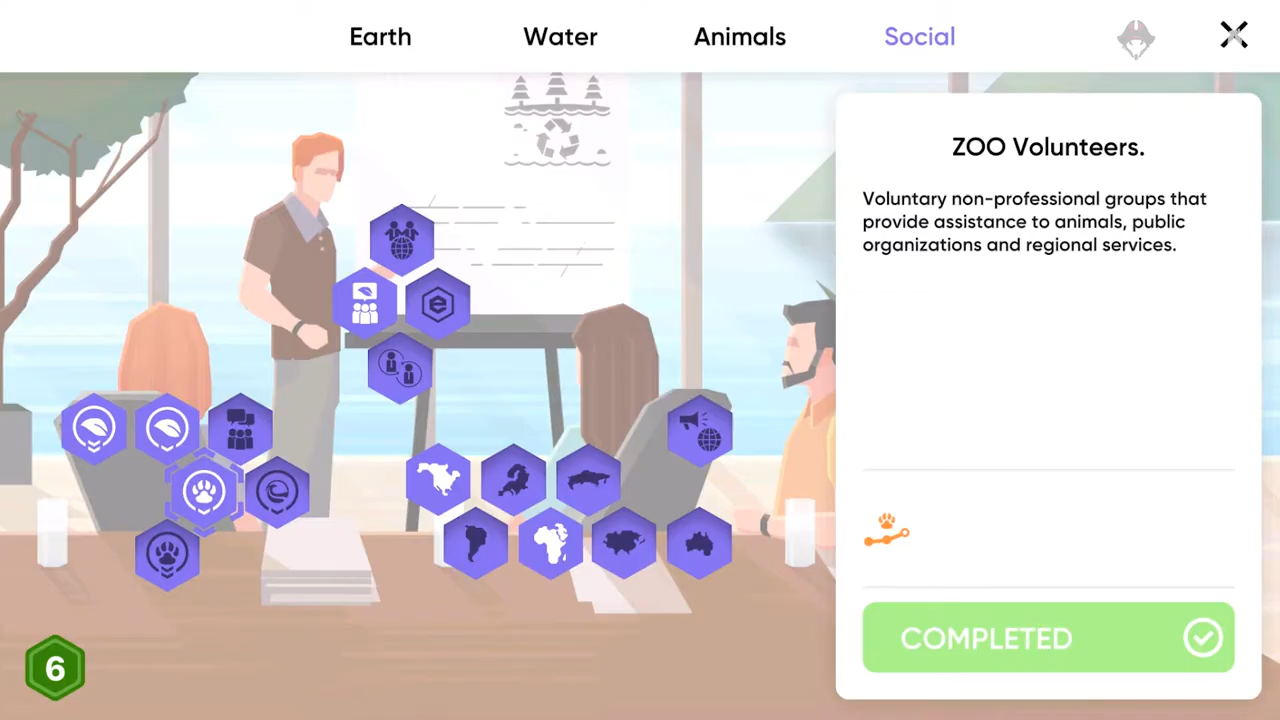 Earth
Water
Animals
Social
ZOO Volunteers.
Voluntary non-professional groups that
provide assistance to animals, public
organizations and regional services.
e
COMPLETED
6